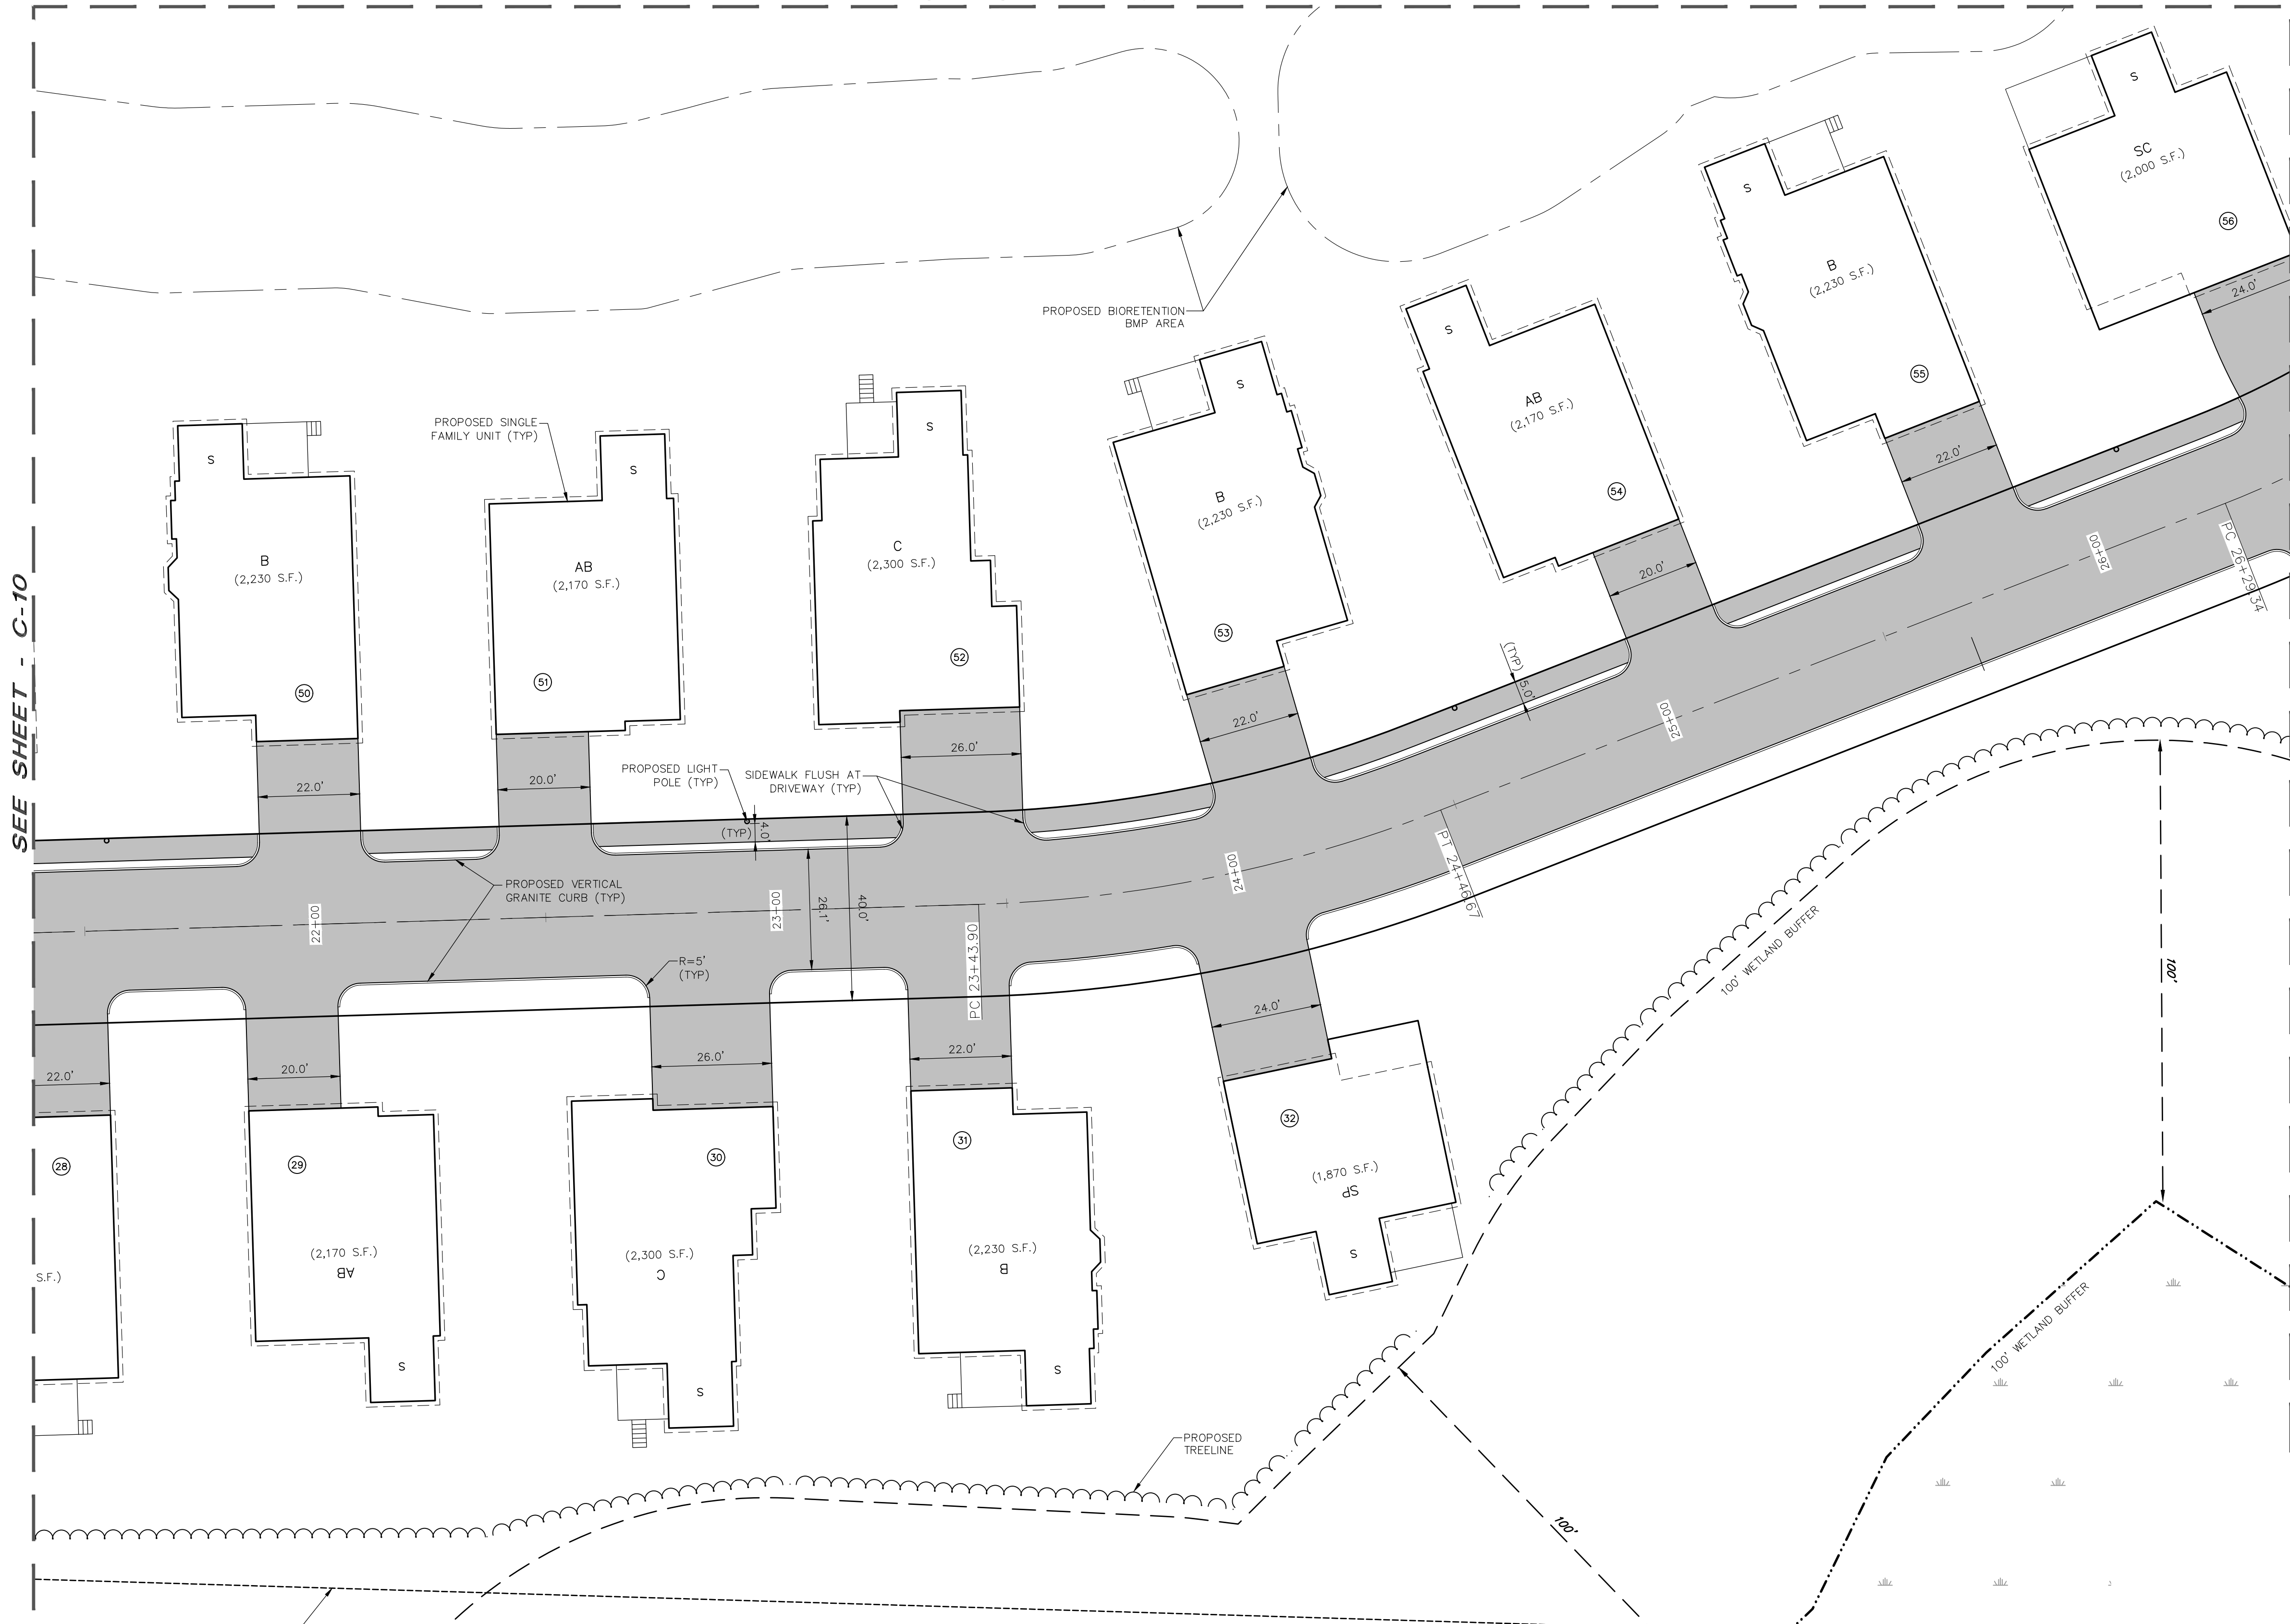 SEE SHEET - C-10
S
SC
(2,000 S.F.)
56
24.0'
S
B
(2,230 S.F.)
55
22.0'
S
AB
(2,170 S.F.)
54
20.0'
PROPOSED BIORETENTION
BMP AREA
S
B
(2,230 S.F.)
53
22.0'
S
C
(2,300 S.F.)
52
26.0'
PROPOSED SINGLE
FAMILY UNIT (TYP)
S
AB
(2,170 S.F.)
51
20.0'
S
B
(2,230 S.F.)
50
22.0'
PROPOSED LIGHT
POLE (TYP)
SIDEWALK FLUSH AT
DRIVEWAY (TYP)
(TYP)
4.0'
(TYP)
5.0'
PROPOSED VERTICAL
GRANITE CURB (TYP)
22+00
23+00
26.1'
40.0'
PC 23+43.90
24+00
PT 24+46.67
25+00
26+00
PC 26+29.34
R=5'
(TYP)
22.0'
28
S.F.)
20.0'
29
(2,170 S.F.)
AB
S
26.0'
30
(2,300 S.F.)
C
S
22.0'
31
(2,230 S.F.)
B
S
24.0'
32
(1,870 S.F.)
SP
S
100' WETLAND BUFFER
100'
100' WETLAND BUFFER
PROPOSED
TREELINE
100'